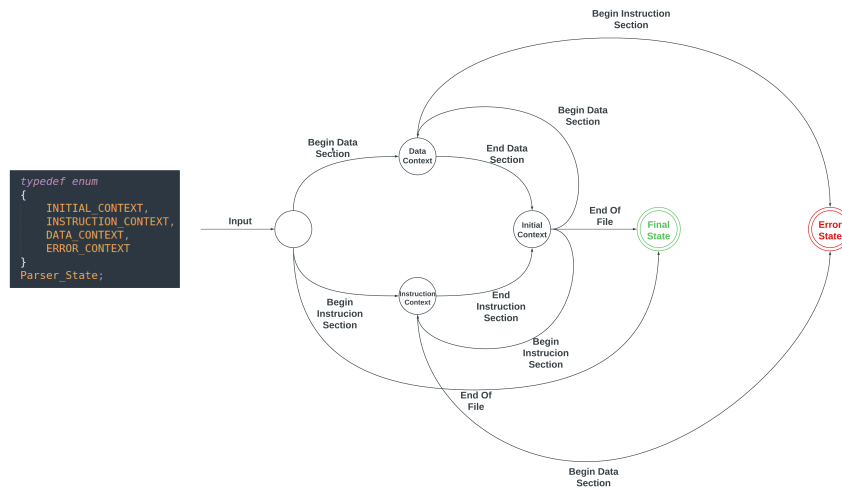 Begin Instruction
Section
Begin Data
Section
Begin Data
Section
Data
Context
End Data
Section
typedef enum
{
INITIAL_CONTEXT,
INSTRUCTION_CONTEXT,
DATA_CONTEXT,
ERROR_CONTEXT
}
Parser_State;
Input
Initial
Context
End Of
File
Final
State
Error
State
Instruction
Context
Begin
Instrucion
Section
End
Instruction
Section
Begin
Instrucion
Section
End Of
File
Begin Data
Section